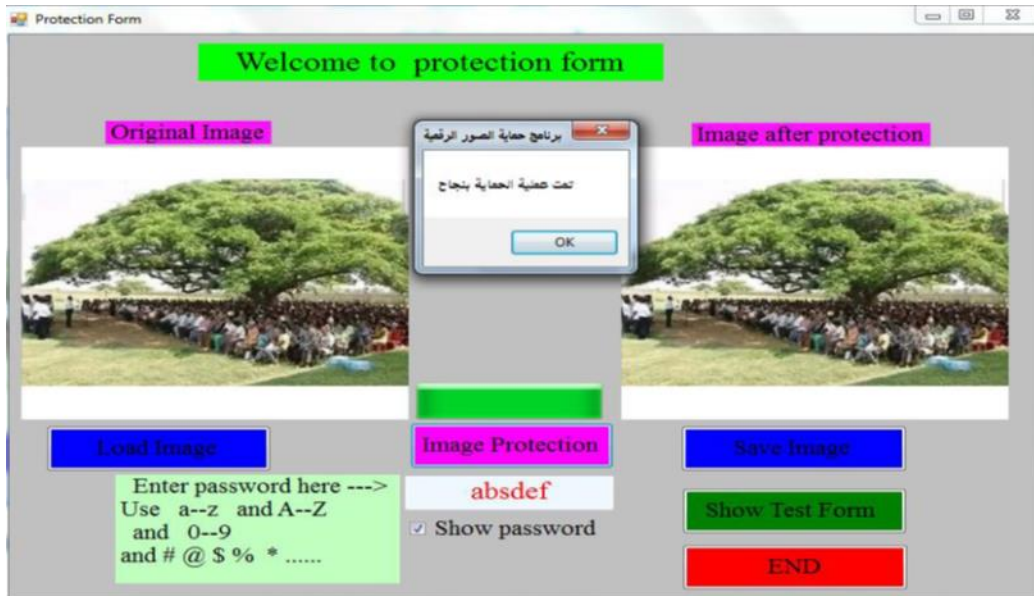 Protection Form
Welcome to protection form
Original Image
برنامج حماية الصور الرقمية
Image after protection
تمت عملية الحماية بنجاح
OK
Load Image
Image Protection
Save Image
Enter password here --->
Use a--z and A--Z
and 0--9
and # @ $ % * ......
absdef
Show password
Show Test Form
END